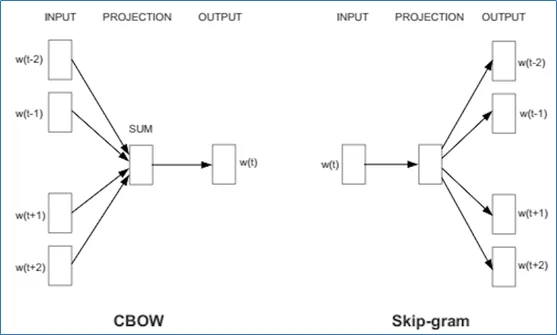 INPUT PROJECTION OUTPUT
w(t-2)
w(t-1)
SUM
w(t)
w(t+1)
w(t+2)
CBOW
INPUT PROJECTION OUTPUT
w(t-2)
w(t-1)
w(t)
w(t+1)
w(t+2)
Skip-gram